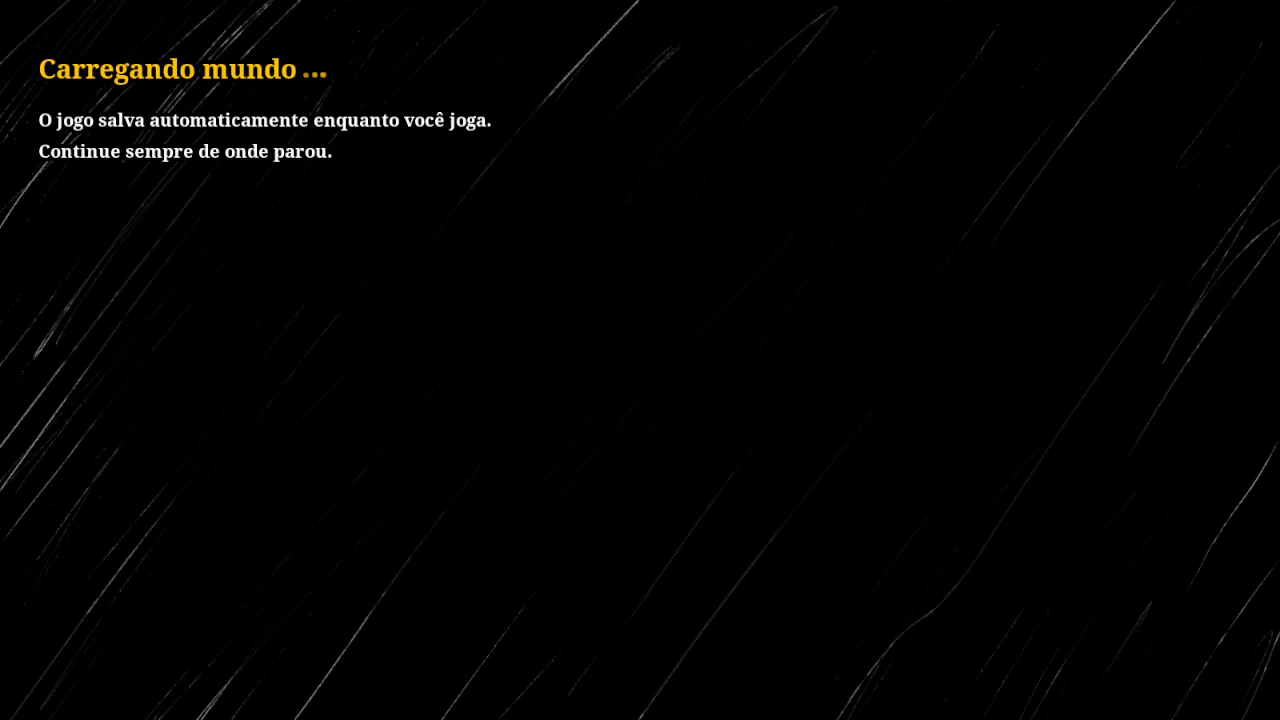 Carregando mundo ...
O jogo salva automaticamente enquanto você joga.
Continue sempre de onde parou.